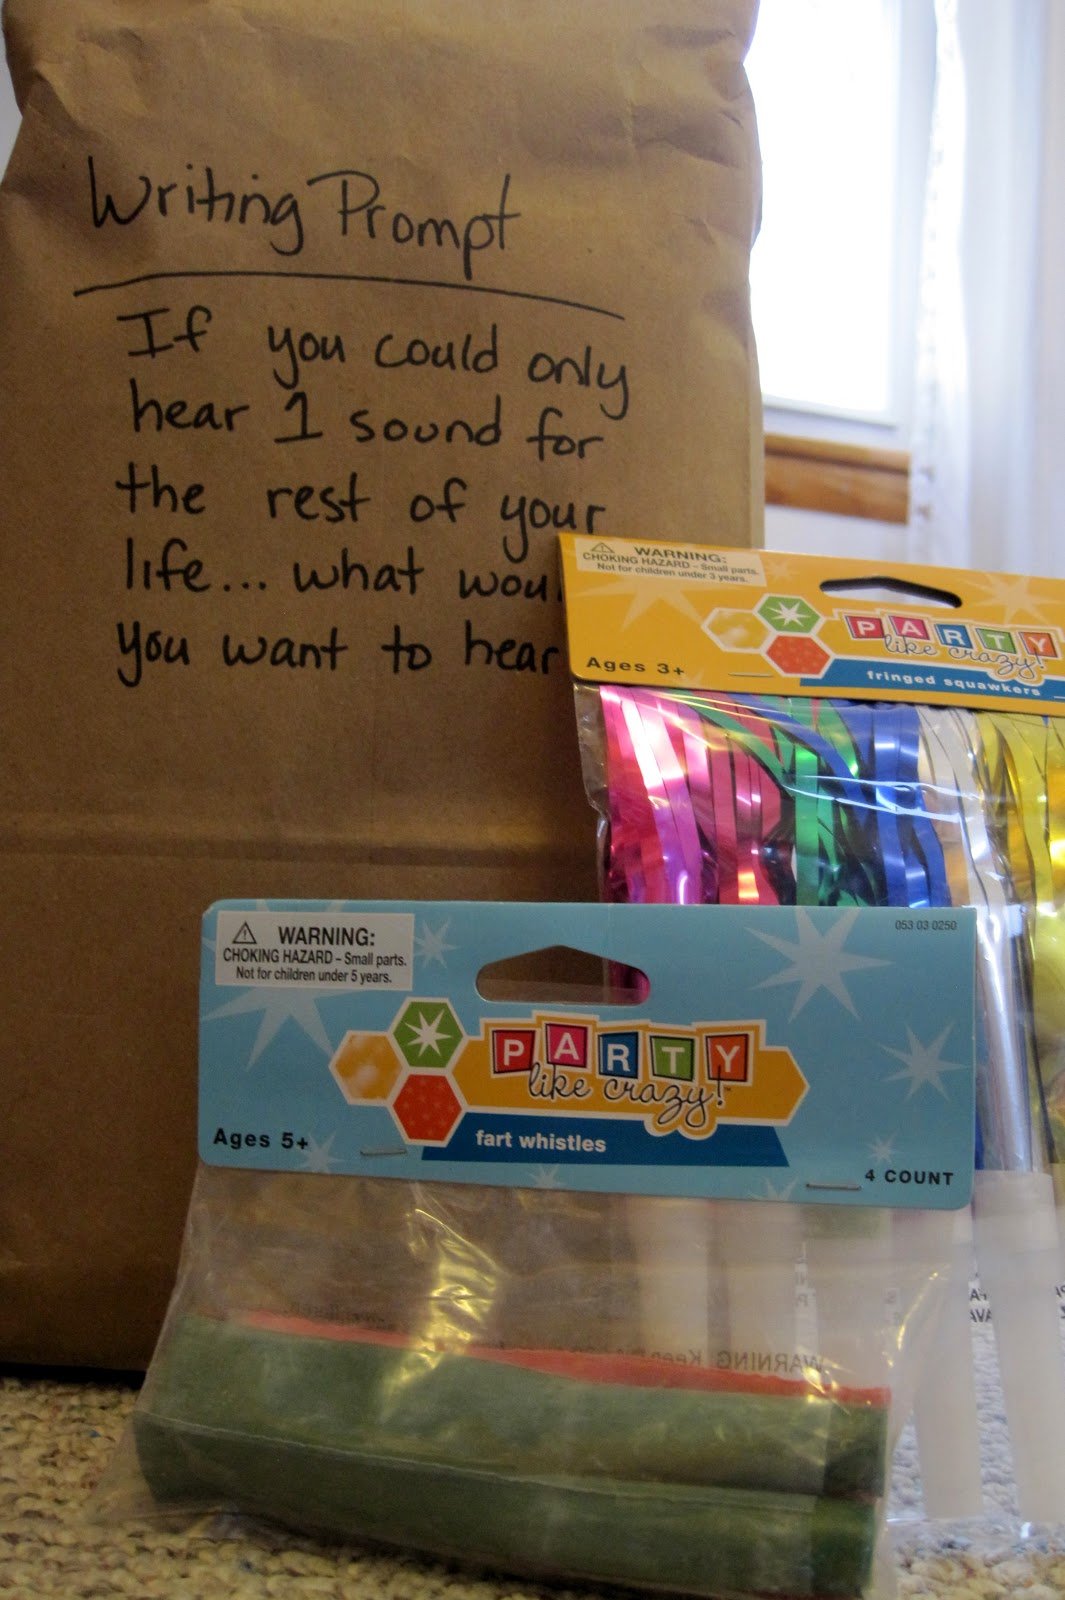 Writing Prompt
If you could only
hear 1 sound for
the rest of your
life... what wou
you want to hear
WARNING:
CHOKING HAZARD – Small parts.
Not for children under 3 years.
PARTY
like crazy!
Ages 3+
fringed squawkers
WARNING:
CHOKING HAZARD – Small parts.
Not for children under 5 years.
053 03 0250
PARTY
like crazy!™
Ages 5+
fart whistles
4 COUNT
WARNING Keep